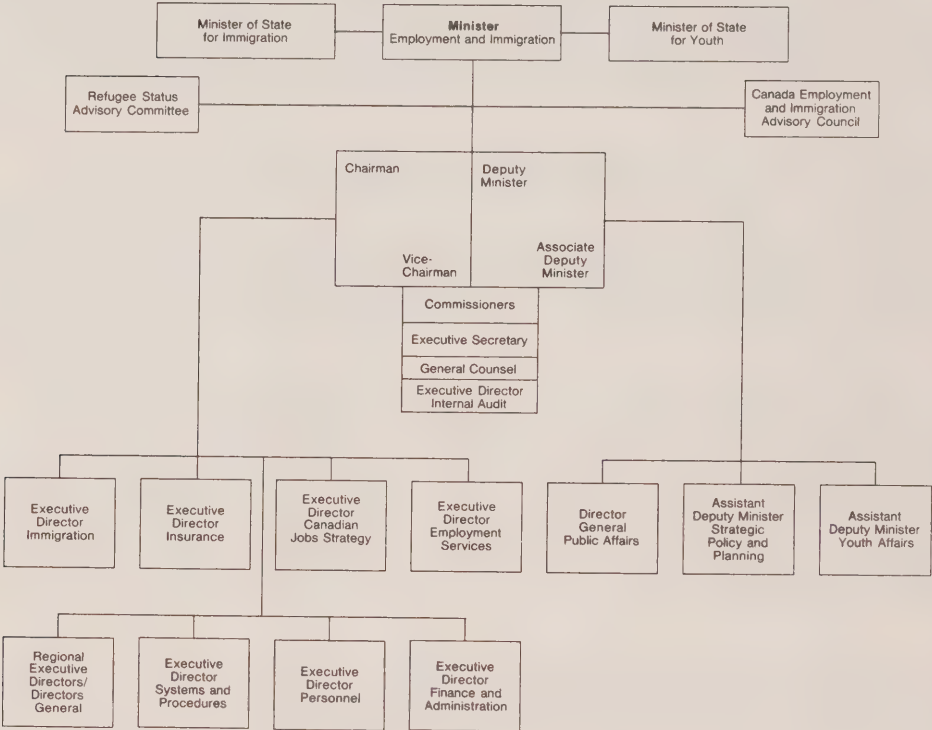 Minister of State
for Immigration
Minister
Employment and Immigration
Minister of State
for Youth
Refugee Status
Advisory Committee
Canada Employment
and Immigration
Advisory Council
Chairman
Deputy
Minister
Vice-
Chairman
Associate
Deputy
Minister
Commissioners
Executive Secretary
General Counsel
Executive Director
Internal Audit
Executive
Director
Immigration
Executive
Director
Insurance
Executive
Director
Canadian
Jobs Strategy
Executive
Director
Employment
Services
Director
General
Public Affairs
Assistant
Deputy Minister
Strategic
Policy and
Planning
Assistant
Deputy Minister
Youth Affairs
Regional
Executive
Directors/
Directors
General
Executive
Director
Systems and
Procedures
Executive
Director
Personnel
Executive
Director
Finance and
Administration